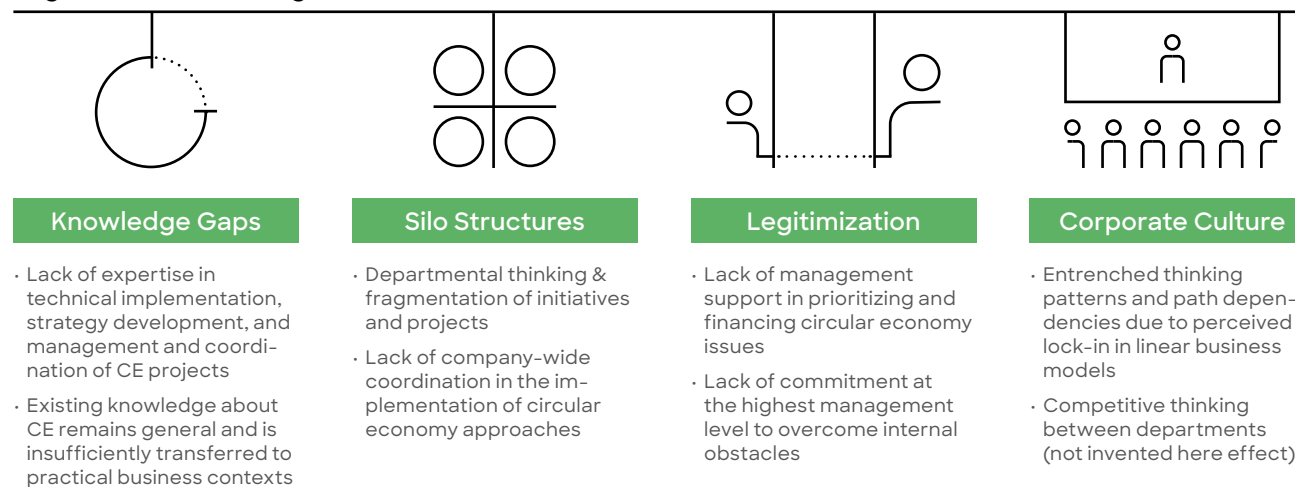 Knowledge Gaps
· Lack of expertise in
technical implementation,
strategy development, and
management and coordi-
nation of CE projects
· Existing knowledge about
CE remains general and is
insufficiently transferred to
practical business contexts
Silo Structures
· Departmental thinking &
fragmentation of initiatives
and projects
· Lack of company-wide
coordination in the im-
plementation of circular
economy approaches
Legitimization
· Lack of management
support in prioritizing and
financing circular economy
issues
· Lack of commitment at
the highest management
level to overcome internal
obstacles
Corporate Culture
· Entrenched thinking
patterns and path depen-
dencies due to perceived
lock-in in linear business
models
· Competitive thinking
between departments
(not invented here effect)